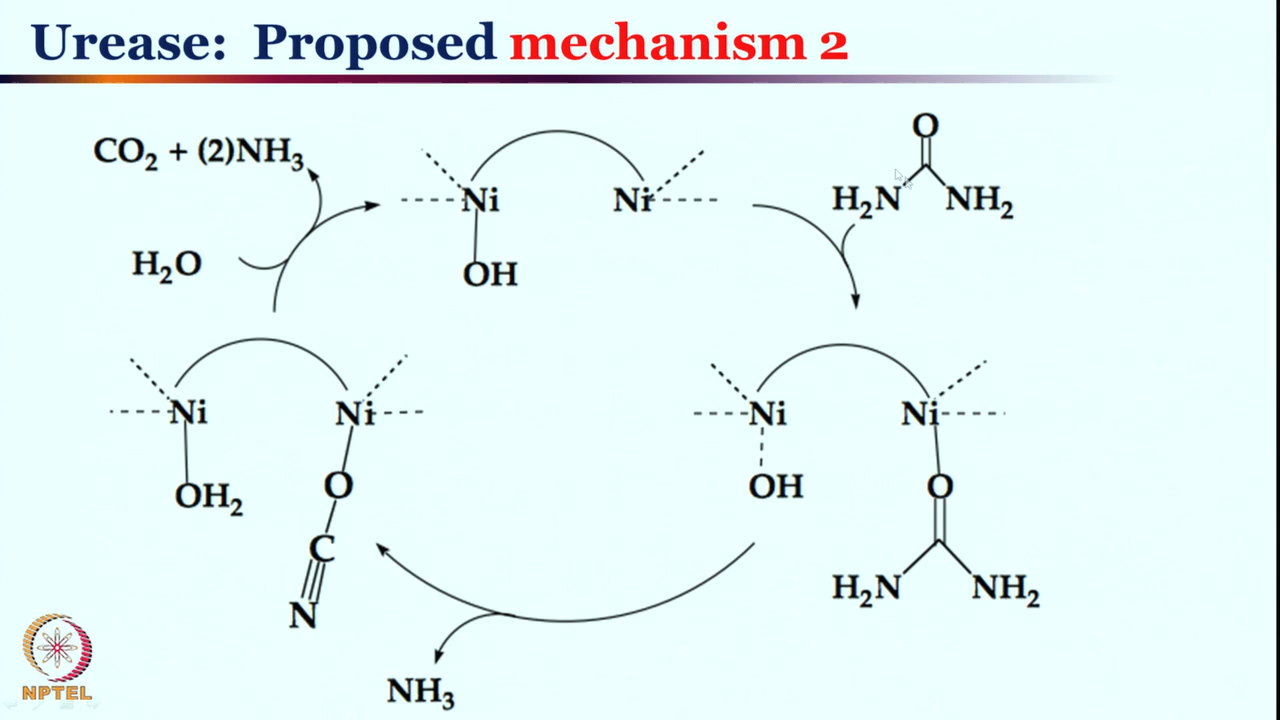 Urease: Proposed mechanism 2
CO₂ + (2)NH₃
H₂O
Ni
Ni
OH
O
H₂N
NH₂
Ni
Ni
OH₂
O
C
N
Ni
Ni
OH
O
H₂N
NH₂
NH₃
NPTEL